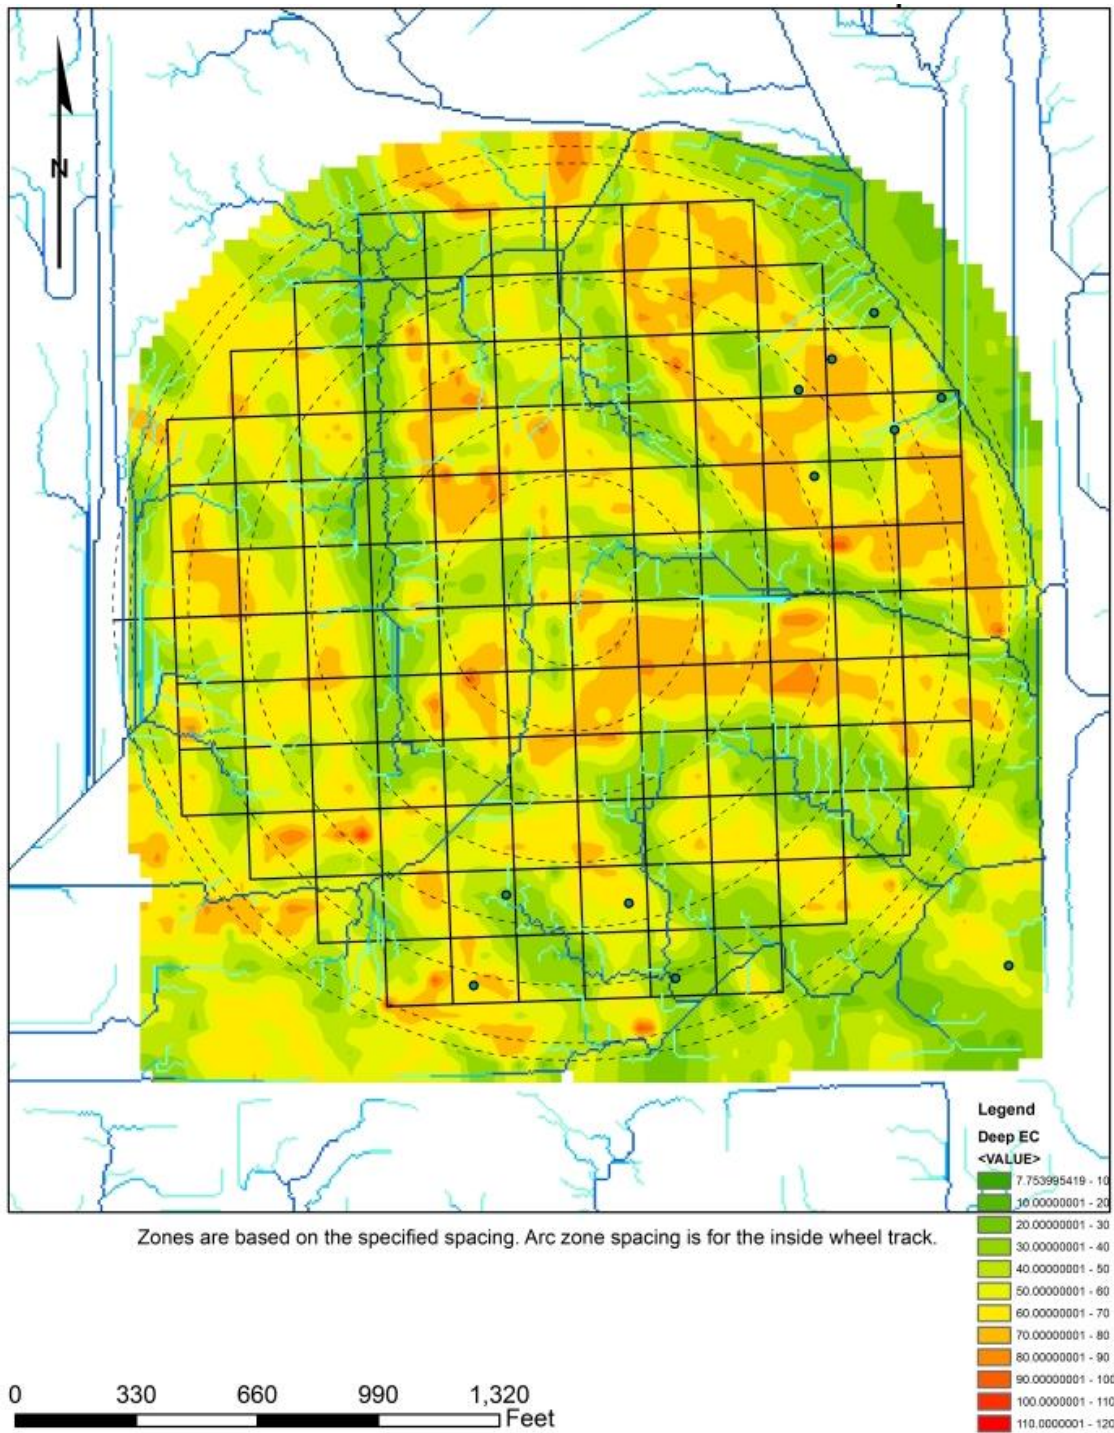 N
Legend
Deep EC
<VALUE>
7.753995419 - 10
10.00000001 - 20
20.00000001 - 30
30.00000001 - 40
40.00000001 - 50
50.00000001 - 60
60.00000001 - 70
70.00000001 - 80
80.00000001 - 90
90.00000001 - 100
100.0000001 - 110
110.0000001 - 120
Zones are based on the specified spacing. Arc zone spacing is for the inside wheel track.
0 330 660 990 1,320
Feet